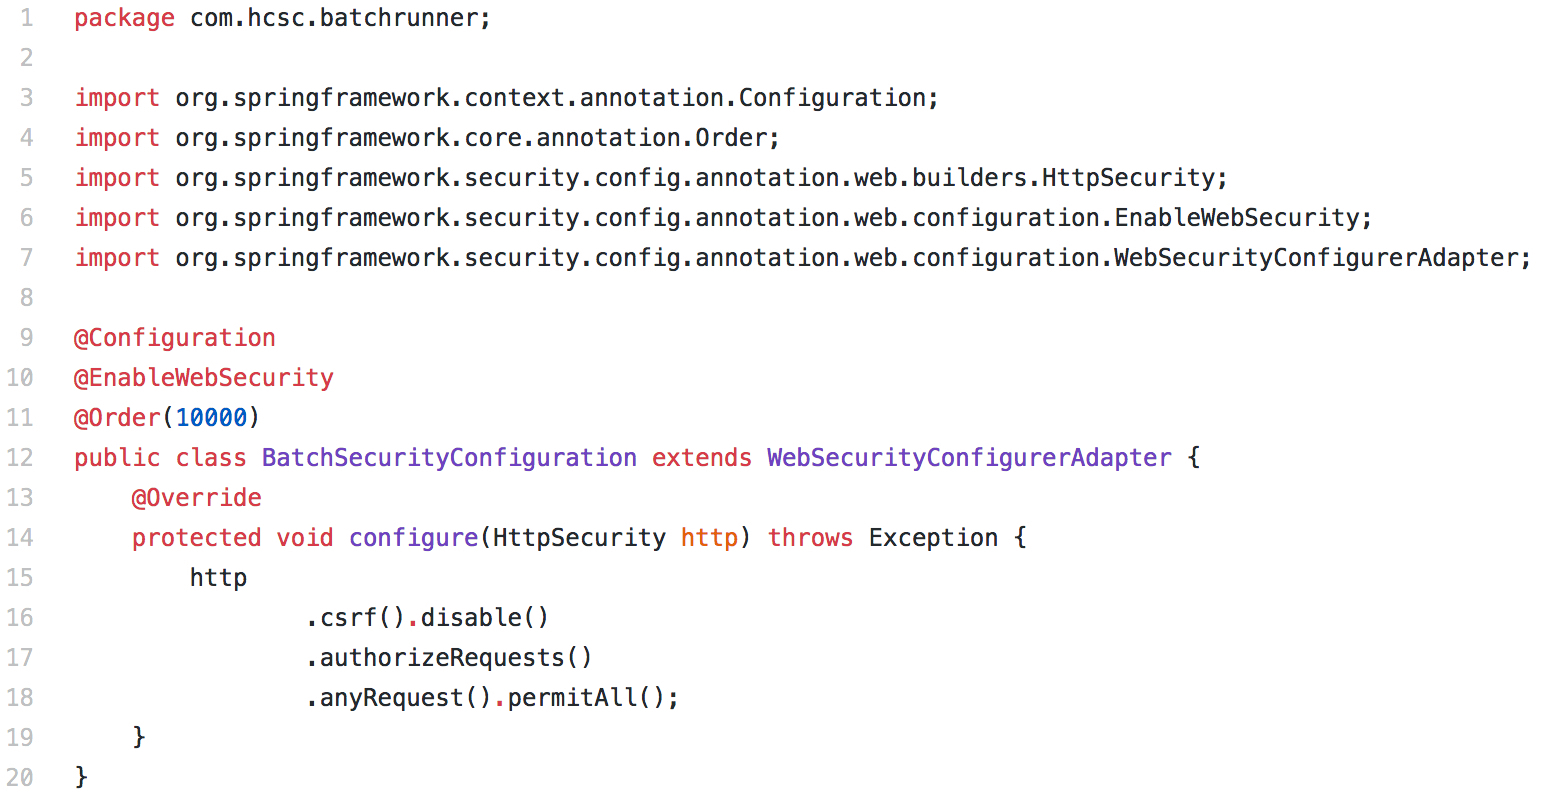 1 package com.hcsc.batchrunner;
2
3 import org.springframework.context.annotation.Configuration;
4 import org.springframework.core.annotation.Order;
5 import org.springframework.security.config.annotation.web.builders.HttpSecurity;
6 import org.springframework.security.config.annotation.web.configuration.EnableWebSecurity;
7 import org.springframework.security.config.annotation.web.configuration.WebSecurityConfigurerAdapter;
8
9 @Configuration
10 @EnableWebSecurity
11 @Order(10000)
12 public class BatchSecurityConfiguration extends WebSecurityConfigurerAdapter {
13     @Override
14     protected void configure(HttpSecurity http) throws Exception {
15         http
16                 .csrf().disable()
17                 .authorizeRequests()
18                 .anyRequest().permitAll();
19     }
20 }